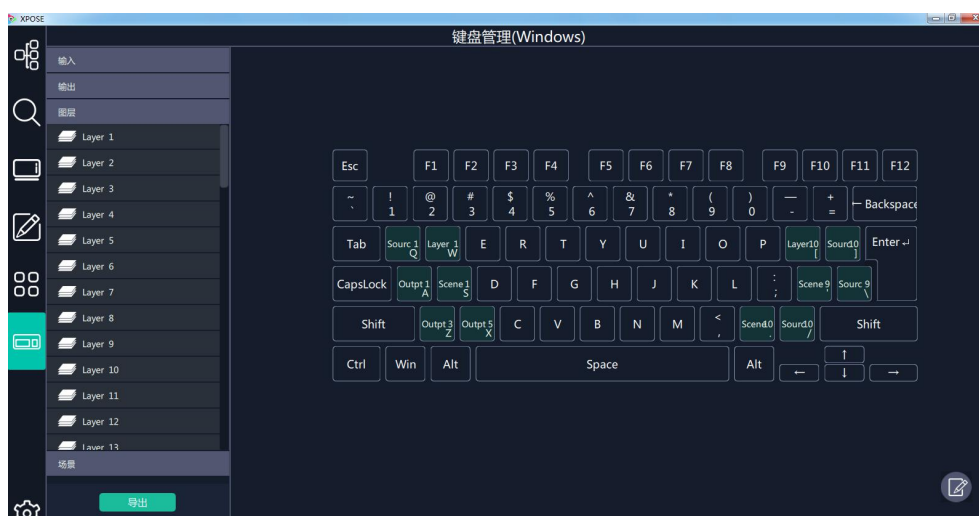 XPOSE
键盘管理(Windows)
输入
输出
图层
Layer 1
Layer 2
Layer 3
Layer 4
Layer 5
Layer 6
Layer 7
Layer 8
Layer 9
Layer 10
Layer 11
Layer 12
Layer 13
场景
导出
Esc F1 F2 F3 F4 F5 F6 F7 F8 F9 F10 F11 F12
~ ! @ # $ % ^ & * ( ) — +
` 1 2 3 4 5 6 7 8 9 0 - = ← Backspace
Tab Sourc 1 Layer 1 E R T Y U I O P Layer10 Sourc10 Enter ↵
Q W [ ]
CapsLock Outpt 1 Scene 1 D F G H J K L : Scene 9 Sourc 9
A S ; ' \
Shift Outpt 3 Outpt 5 C V B N M < Scene10 Sourc10 Shift
Z X , . /
Ctrl Win Alt Space Alt ↑
← ↓ →